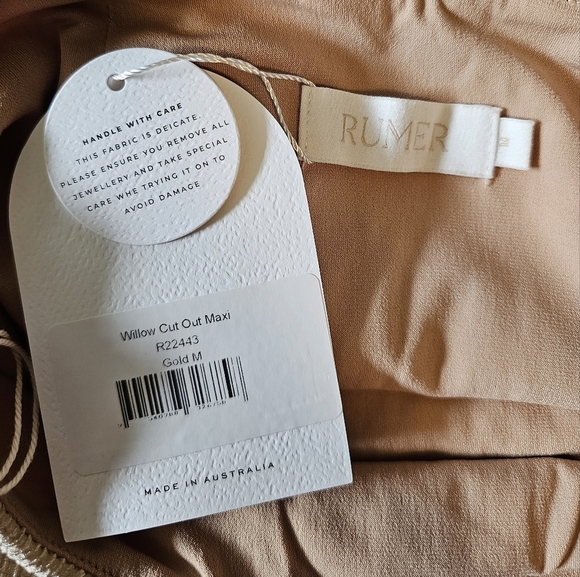 HANDLE WITH CARE
THIS FABRIC IS DEICATE.
PLEASE ENSURE YOU REMOVE ALL
JEWELLERY AND TAKE SPECIAL
CARE WHE TRYING IT ON TO
AVOID DAMAGE
RUMER
M
Willow Cut Out Maxi
R22443
Gold M
MADE IN AUSTRALIA